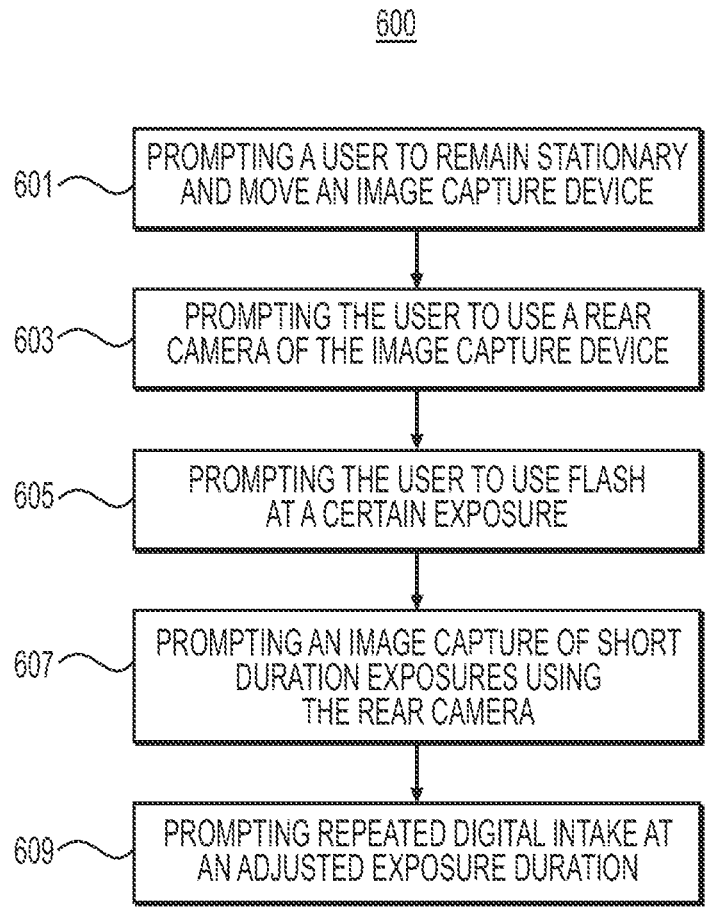 600
601
PROMPTING A USER TO REMAIN STATIONARY
AND MOVE AN IMAGE CAPTURE DEVICE
603
PROMPTING THE USER TO USE A REAR
CAMERA OF THE IMAGE CAPTURE DEVICE
605
PROMPTING THE USER TO USE FLASH
AT A CERTAIN EXPOSURE
607
PROMPTING AN IMAGE CAPTURE OF SHORT
DURATION EXPOSURES USING
THE REAR CAMERA
609
PROMPTING REPEATED DIGITAL INTAKE AT
AN ADJUSTED EXPOSURE DURATION